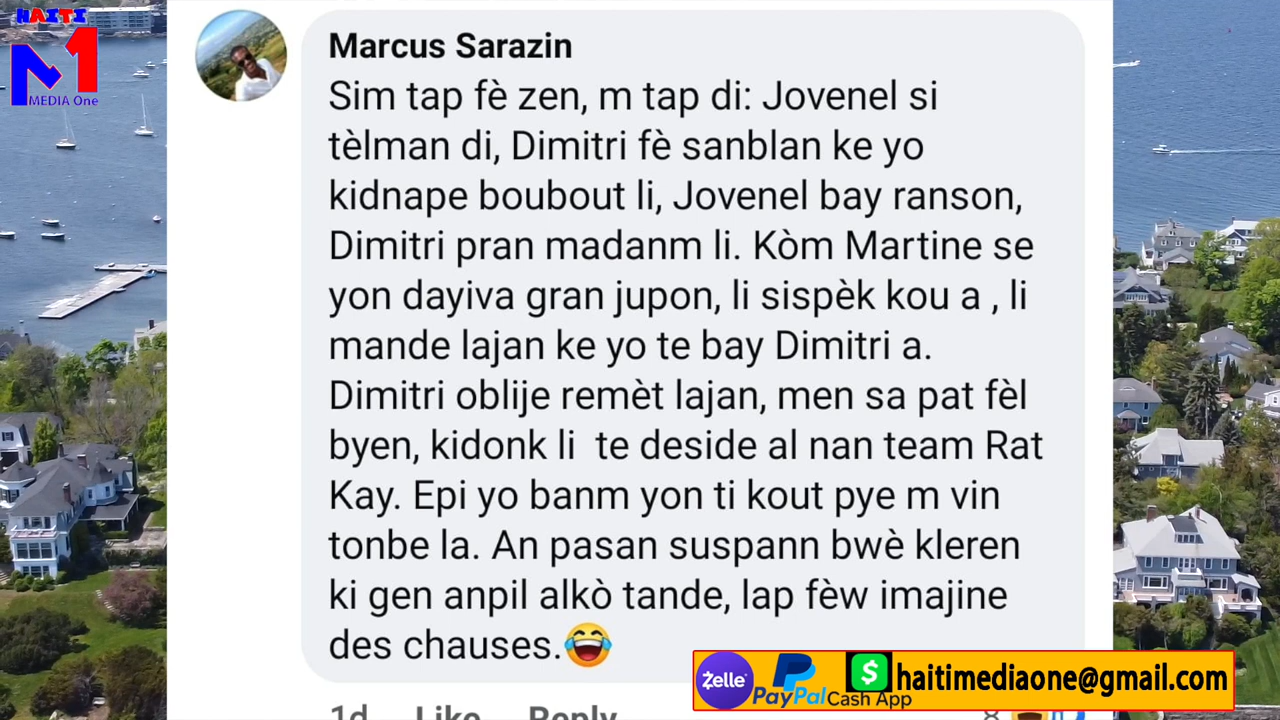 HAITI
M1
MEDIA One
Marcus Sarazin
Sim tap fè zen, m tap di: Jovenel si
tèlman di, Dimitri fè sanblan ke yo
kidnape boubout li, Jovenel bay ranson,
Dimitri pran madanm li. Kòm Martine se
yon dayiva gran jupon, li sispèk kou a , li
mande lajan ke yo te bay Dimitri a.
Dimitri oblije remèt lajan, men sa pat fèl
byen, kidonk li  te deside al nan team Rat
Kay. Epi yo banm yon ti kout pye m vin
tonbe la. An pasan suspann bwè kleren
ki gen anpil alkò tande, lap fèw imajine
des chauses.😂
1d Like Reply
Zelle PayPal $ Cash App haitimediaone@gmail.com